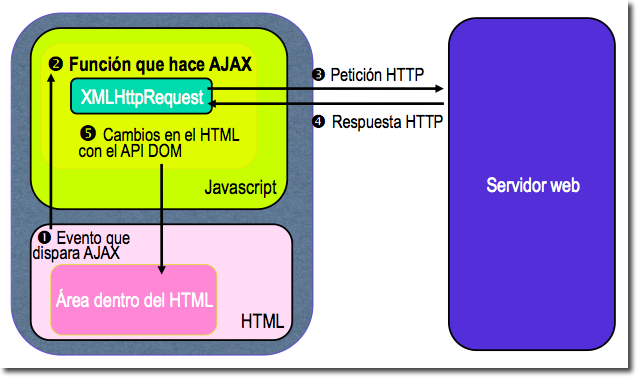 ❷ Función que hace AJAX
XMLHttpRequest
❸ Petición HTTP
❹ Respuesta HTTP
❺ Cambios en el HTML
con el API DOM
Javascript
Servidor web
❶ Evento que
dispara AJAX
Área dentro del HTML
HTML